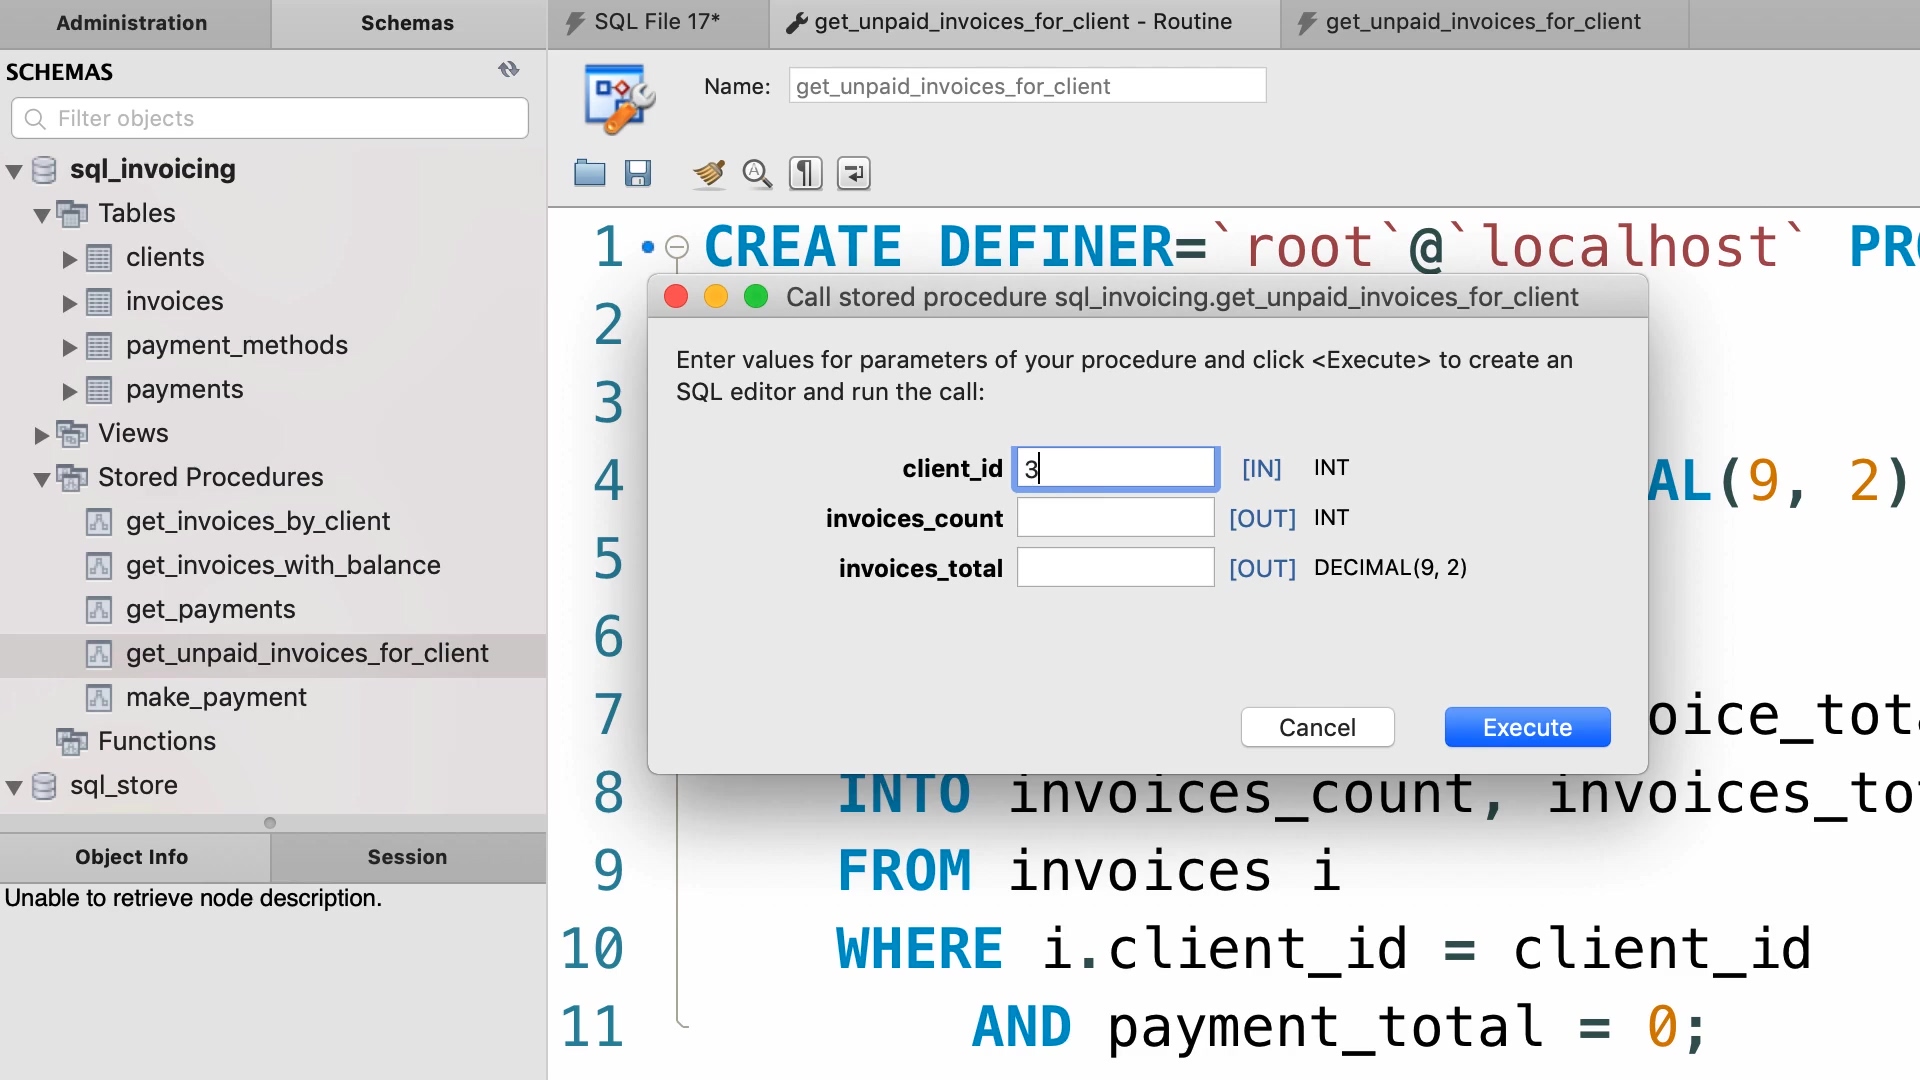 Administration
Schemas
SQL File 17*
get_unpaid_invoices_for_client - Routine
get_unpaid_invoices_for_client
SCHEMAS
Filter objects
sql_invoicing
Tables
clients
invoices
payment_methods
payments
Views
Stored Procedures
get_invoices_by_client
get_invoices_with_balance
get_payments
get_unpaid_invoices_for_client
make_payment
Functions
sql_store
Object Info
Session
Unable to retrieve node description.
Name: get_unpaid_invoices_for_client
1 CREATE DEFINER=`root`@`localhost` PRO
2
3
4 AL(9, 2)
5
6
7 oice_tota
8 INTO invoices_count, invoices_to
9 FROM invoices i
10 WHERE i.client_id = client_id
11 AND payment_total = 0;
Call stored procedure sql_invoicing.get_unpaid_invoices_for_client
Enter values for parameters of your procedure and click <Execute> to create an
SQL editor and run the call:
client_id 3 [IN] INT
invoices_count [OUT] INT
invoices_total [OUT] DECIMAL(9, 2)
Cancel
Execute